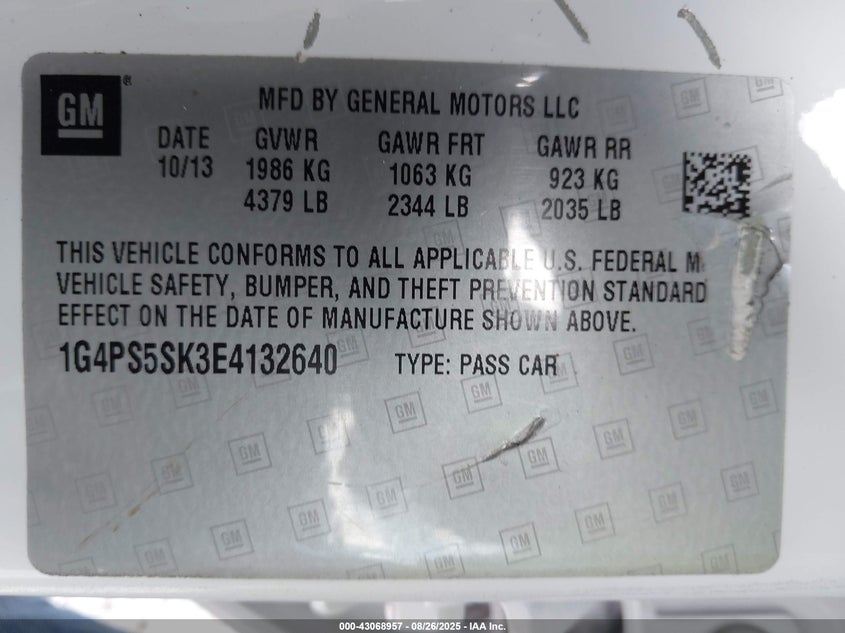 GM
MFD BY GENERAL MOTORS LLC
DATE GVWR GAWR FRT GAWR RR
10/13 1986 KG 1063 KG 923 KG
4379 LB 2344 LB 2035 LB
THIS VEHICLE CONFORMS TO ALL APPLICABLE U.S. FEDERAL M
VEHICLE SAFETY, BUMPER, AND THEFT PREVENTION STANDARD
EFFECT ON THE DATE OF MANUFACTURE SHOWN ABOVE.
1G4PS5SK3E4132640 TYPE: PASS CAR
000-43068957 - 08/26/2025 - IAA Inc.